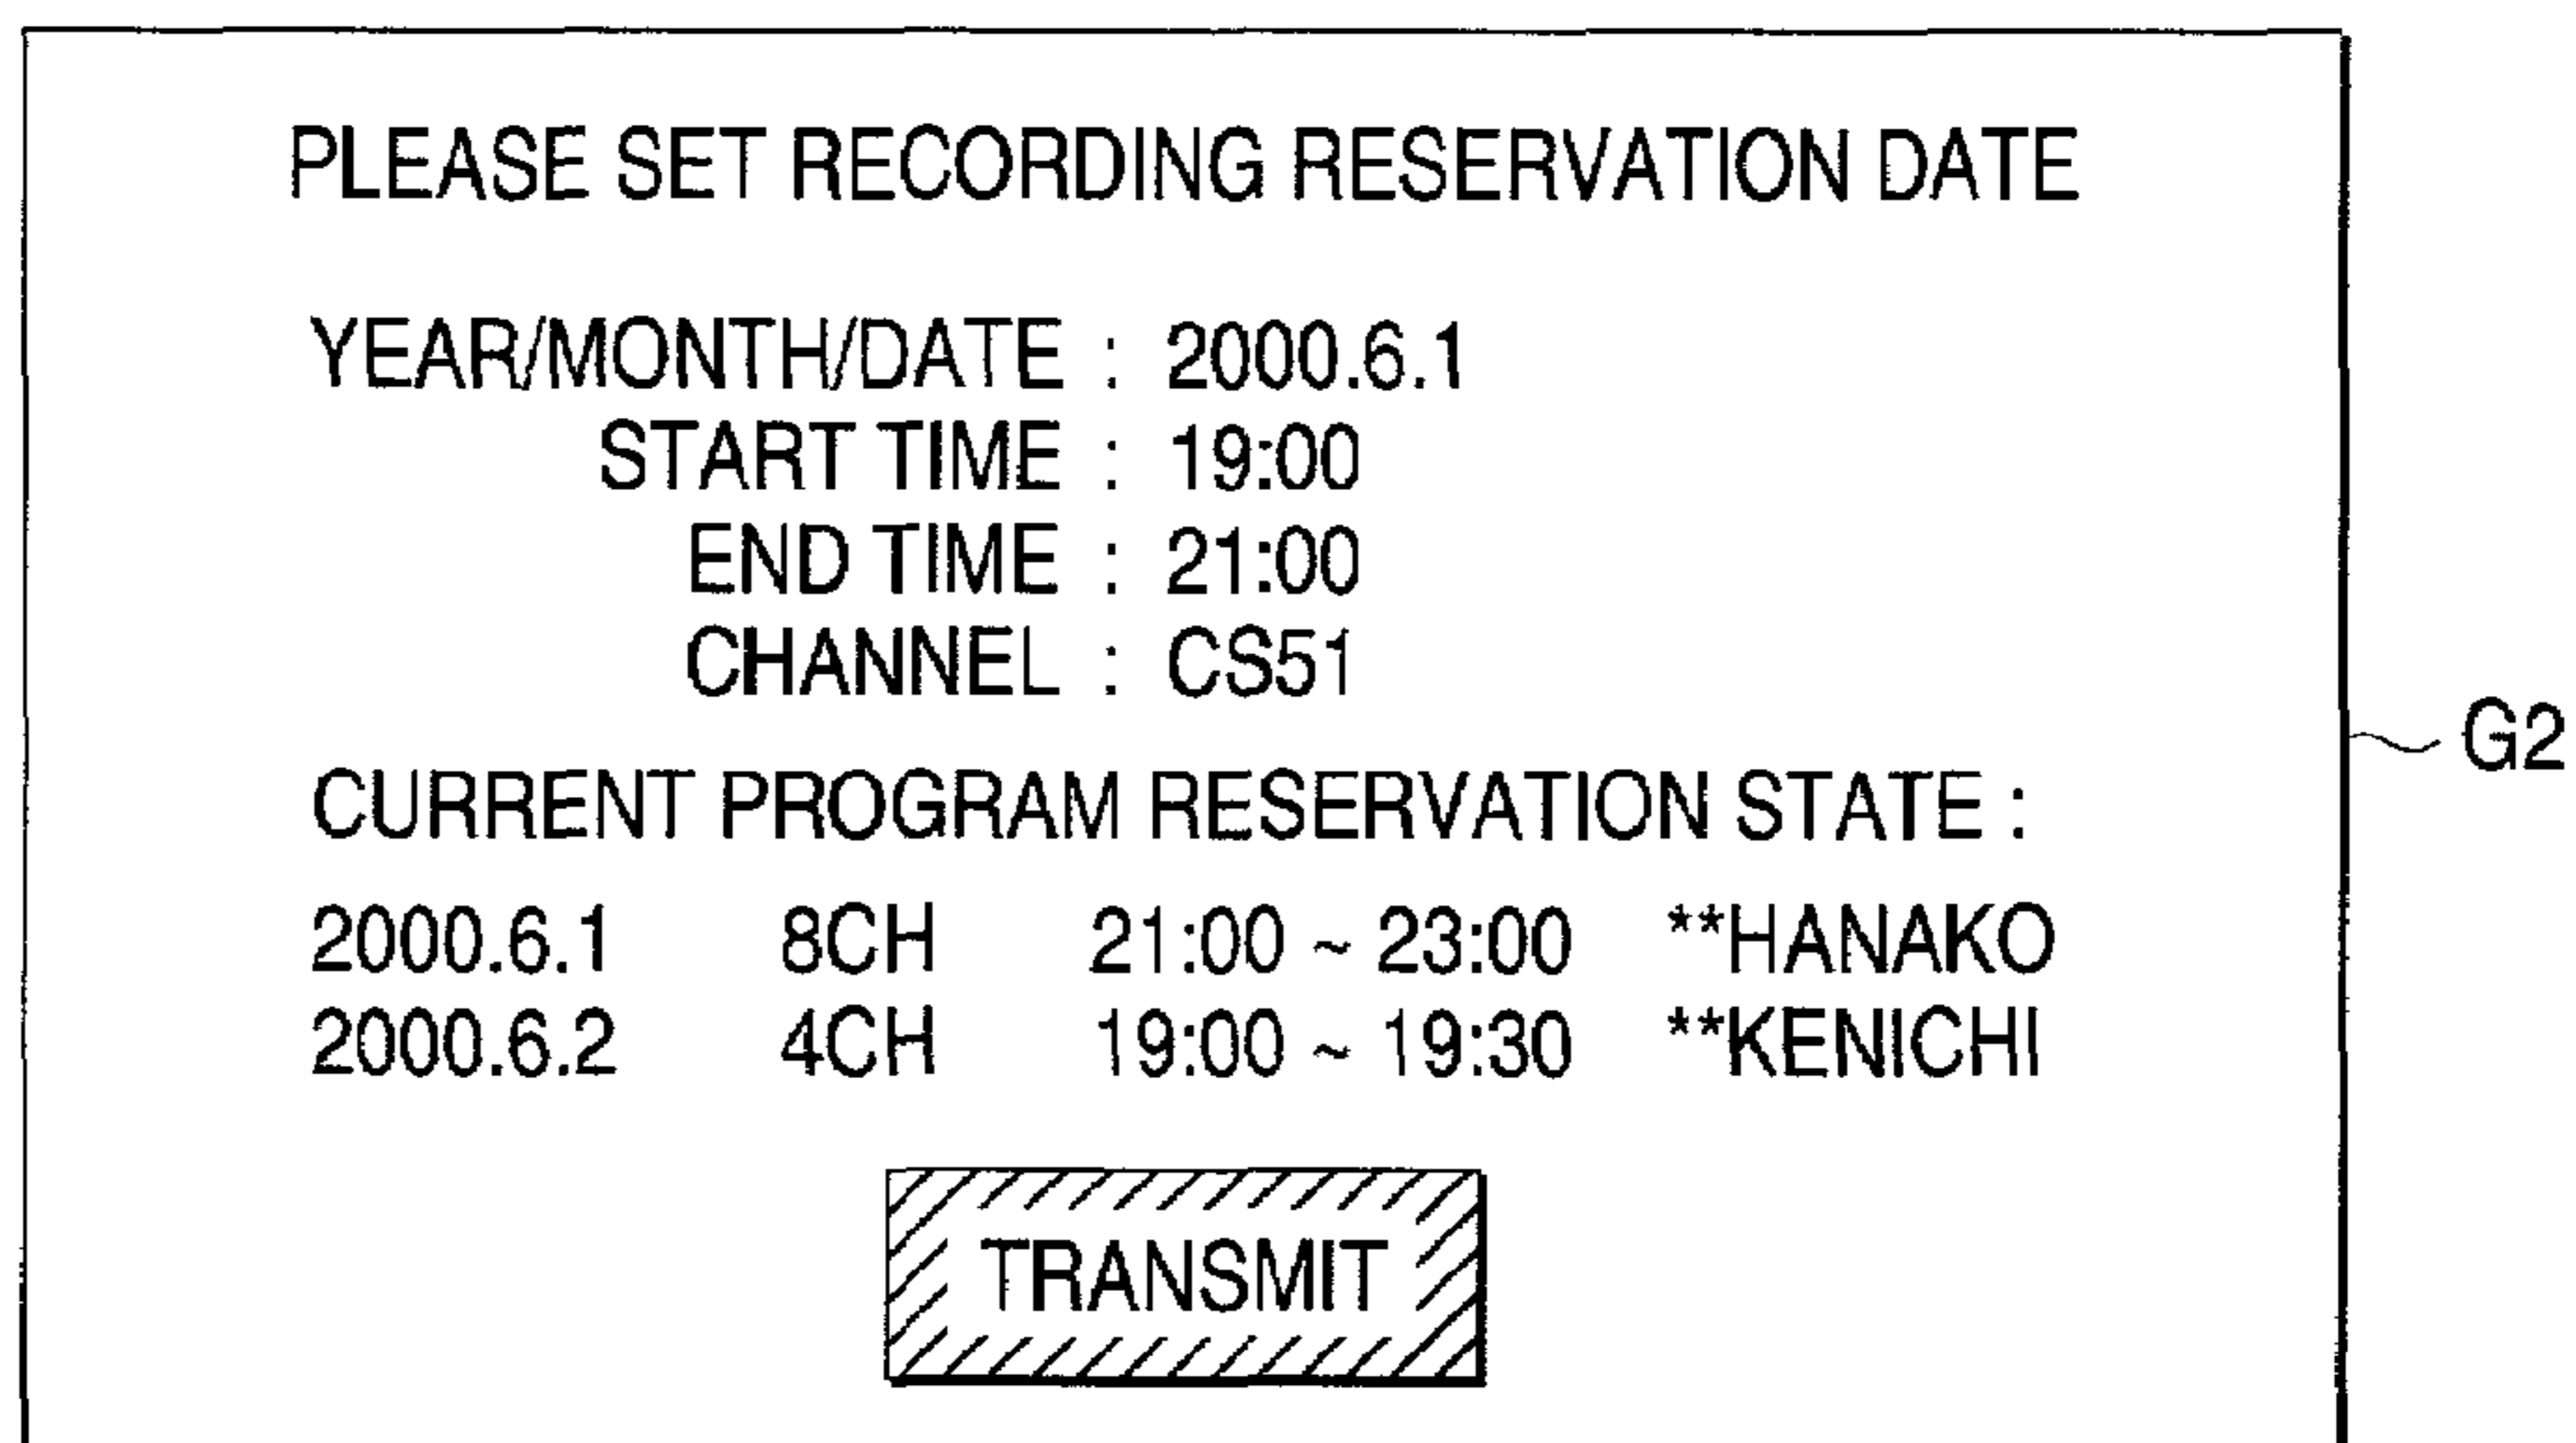 PLEASE SET RECORDING RESERVATION DATE
YEAR/MONTH/DATE : 2000.6.1
START TIME : 19:00
END TIME : 21:00
CHANNEL : CS51
G2
CURRENT PROGRAM RESERVATION STATE :
2000.6.1 8CH 21:00 ~ 23:00 **HANAKO
2000.6.2 4CH 19:00 ~ 19:30 **KENICHI
TRANSMIT